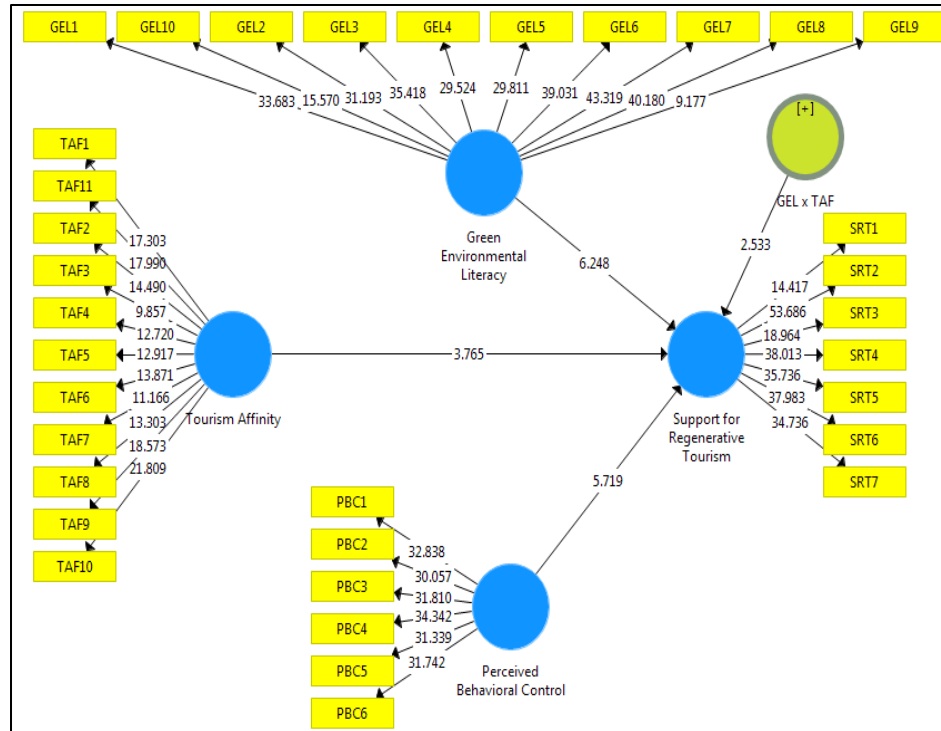 GEL1 GEL10 GEL2 GEL3 GEL4 GEL5 GEL6 GEL7 GEL8 GEL9
33.683 15.570 31.193 35.418 29.524 29.811 39.031 43.319 40.180 9.177
[+]
GEL x TAF
2.533
Green
Environmental
Literacy
6.248
TAF1
TAF11
TAF2
TAF3
TAF4
TAF5
TAF6
TAF7
TAF8
TAF9
TAF10
17.303
17.990
14.490
9.857
12.720
12.917
13.871
11.166
13.303
18.573
21.809
Tourism Affinity
3.765
SRT1
SRT2
SRT3
SRT4
SRT5
SRT6
SRT7
14.417
53.686
18.964
38.013
35.736
37.983
34.736
Support for
Regenerative
Tourism
5.719
PBC1
PBC2
PBC3
PBC4
PBC5
PBC6
32.838
30.057
31.810
34.342
31.339
31.742
Perceived
Behavioral Control